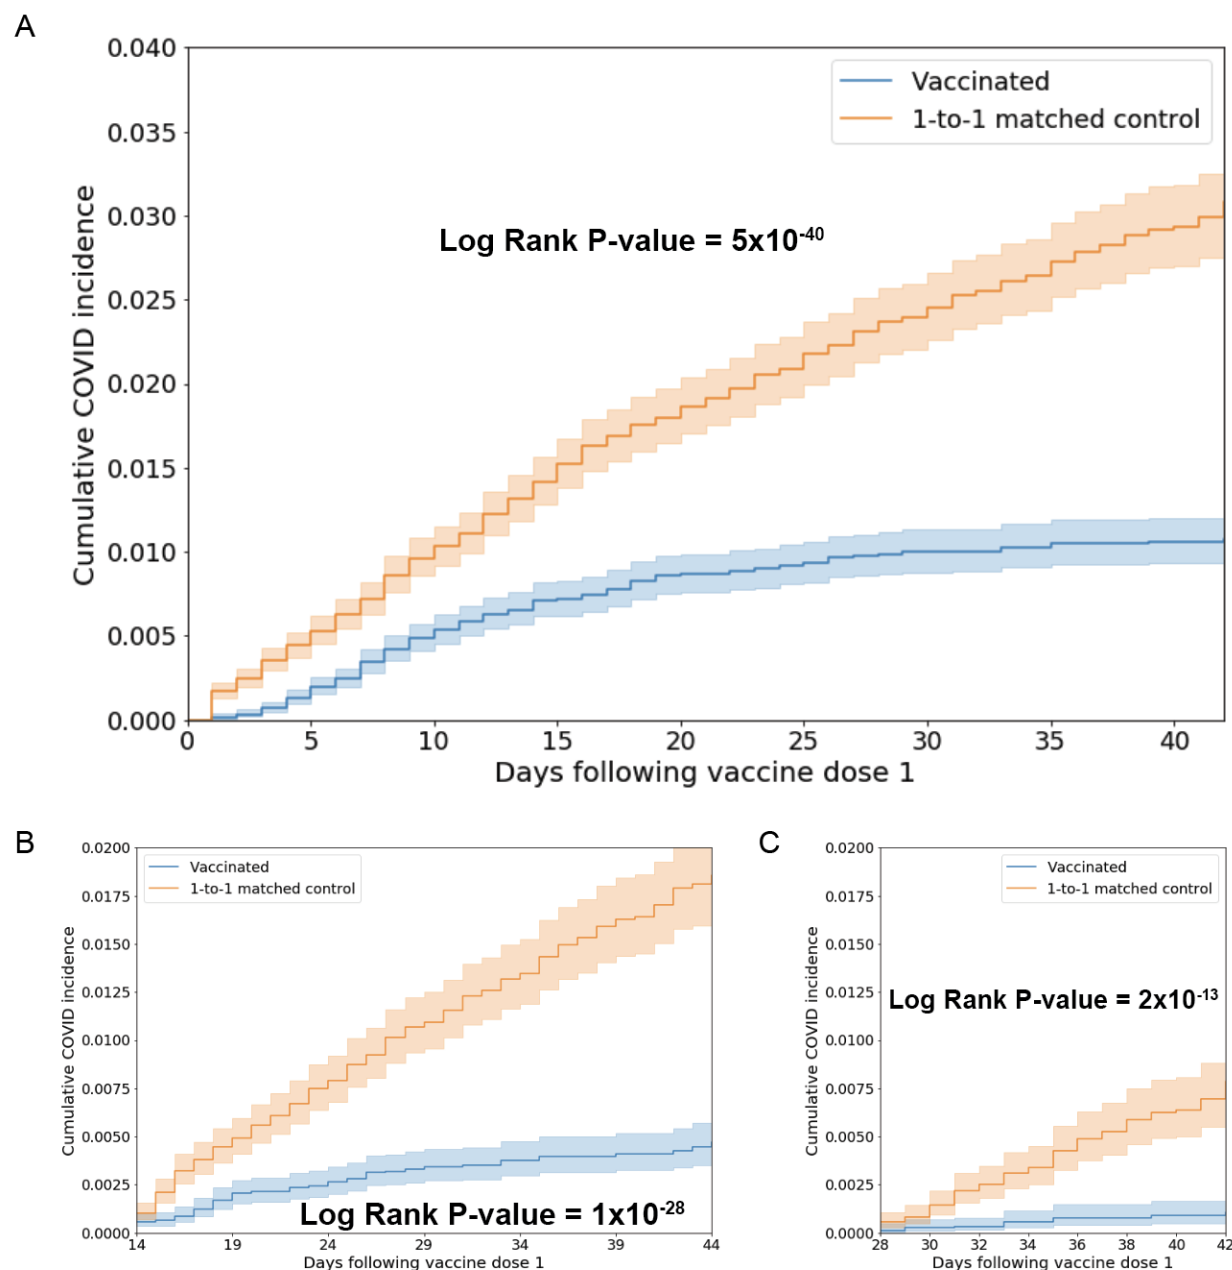 A
0.040
0.035
0.030
0.025
0.020
0.015
0.010
0.005
0.000
Cumulative COVID incidence
Vaccinated
1-to-1 matched control
Log Rank P-value = 5x10⁻⁴⁰
0 5 10 15 20 25 30 35 40
Days following vaccine dose 1
B
0.0200
0.0175
0.0150
0.0125
0.0100
0.0075
0.0050
0.0025
0.0000
Cumulative COVID incidence
Vaccinated
1-to-1 matched control
Log Rank P-value = 1x10⁻²⁸
14 19 24 29 34 39 44
Days following vaccine dose 1
C
0.0200
0.0175
0.0150
0.0125
0.0100
0.0075
0.0050
0.0025
0.0000
Cumulative COVID incidence
Vaccinated
1-to-1 matched control
Log Rank P-value = 2x10⁻¹³
28 30 32 34 36 38 40 42
Days following vaccine dose 1